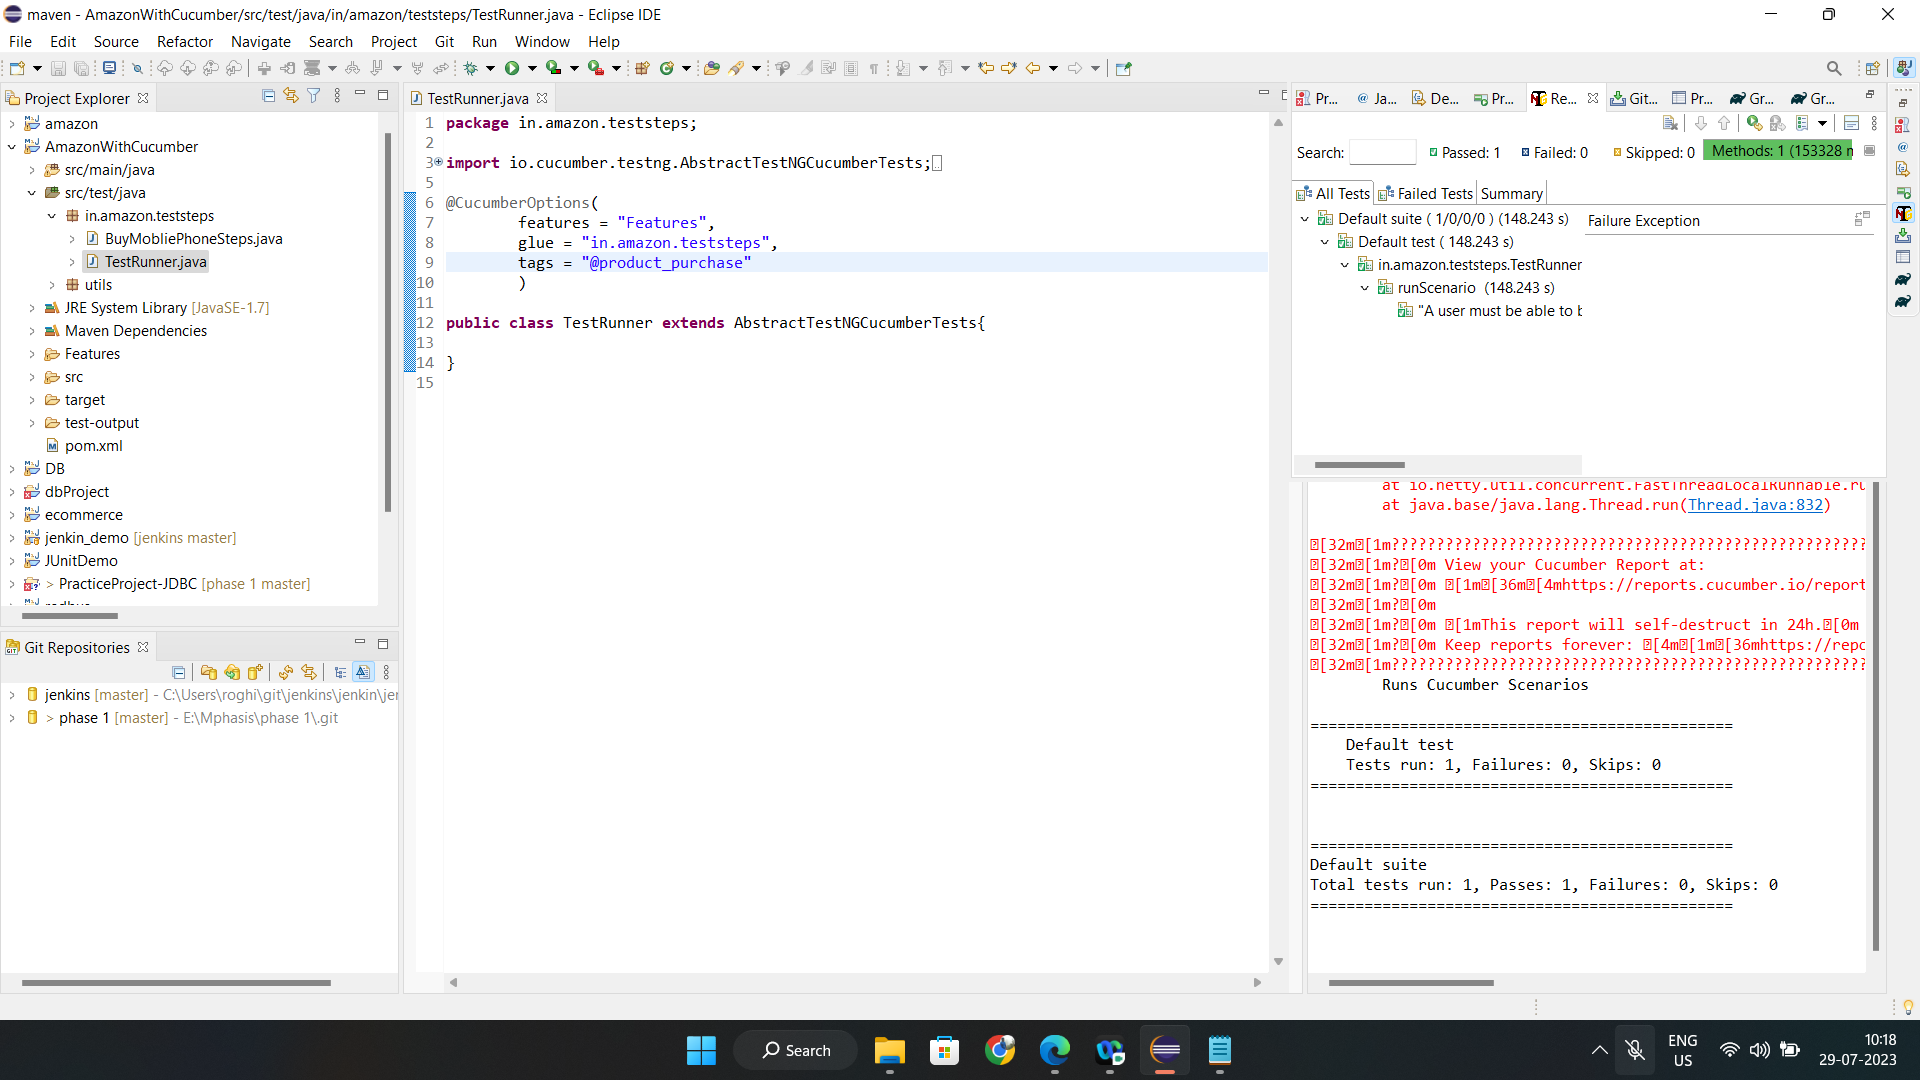 maven - AmazonWithCucumber/src/test/java/in/amazon/teststeps/TestRunner.java - Eclipse IDE
File Edit Source Refactor Navigate Search Project Git Run Window Help
Project Explorer
amazon
AmazonWithCucumber
src/main/java
src/test/java
in.amazon.teststeps
BuyMobliePhoneSteps.java
TestRunner.java
utils
JRE System Library [JavaSE-1.7]
Maven Dependencies
Features
src
target
test-output
pom.xml
DB
dbProject
ecommerce
jenkin_demo [jenkins master]
JUnitDemo
> PracticeProject-JDBC [phase 1 master]
Git Repositories
jenkins [master] - C:\Users\roghi\git\jenkins\jenkin\jer
> phase 1 [master] - E:\Mphasis\phase 1\.git
TestRunner.java
1 package in.amazon.teststeps;
2
3 import io.cucumber.testng.AbstractTestNGCucumberTests;
5
6 @CucumberOptions(
7 features = "Features",
8 glue = "in.amazon.teststeps",
9 tags = "@product_purchase"
10 )
11
12 public class TestRunner extends AbstractTestNGCucumberTests{
13
14 }
15
Pr... Ja... De... Pr... Re... Git... Pr... Gr... Gr...
Search: Passed: 1 Failed: 0 Skipped: 0 Methods: 1 (153328 m
All Tests Failed Tests Summary
Default suite ( 1/0/0/0 ) (148.243 s)
Default test ( 148.243 s)
in.amazon.teststeps.TestRunner
runScenario (148.243 s)
"A user must be able to b
Failure Exception
at io.netty.util.concurrent.FastThreadLocalRunnable.ru
at java.base/java.lang.Thread.run(Thread.java:832)
[32m[1m?????????????????????????????????????????????????????
[32m[1m?[0m View your Cucumber Report at:
[32m[1m?[0m [1m[36m[4mhttps://reports.cucumber.io/report
[32m[1m?[0m
[32m[1m?[0m [1mThis report will self-destruct in 24h.[0m
[32m[1m?[0m Keep reports forever: [4m[1m[36mhttps://repo
[32m[1m?????????????????????????????????????????????????????
Runs Cucumber Scenarios
===============================================
Default test
Tests run: 1, Failures: 0, Skips: 0
===============================================
===============================================
Default suite
Total tests run: 1, Passes: 1, Failures: 0, Skips: 0
===============================================
Search
ENG
US
10:18
29-07-2023